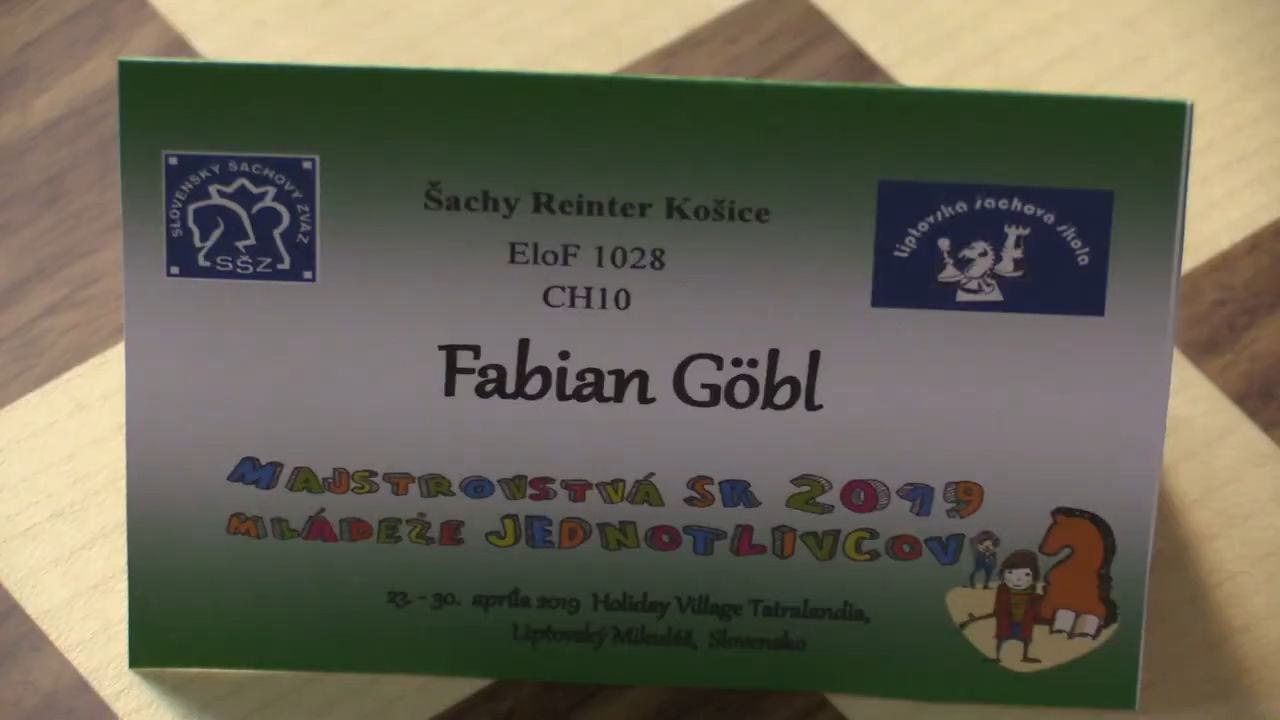 SLOVENSKÝ ŠACHOVÝ ZVÄZ
SŠZ
Šachy Reinter Košice
EloF 1028
CH10
liptovská šachová škola
Fabian Göbl
MAJSTROVSTVÁ SR 2019
MLÁDEŽE JEDNOTLIVCOV
23. - 30. apríla 2019 Holiday Village Tatralandia,
Liptovský Mikuláš, Slovensko